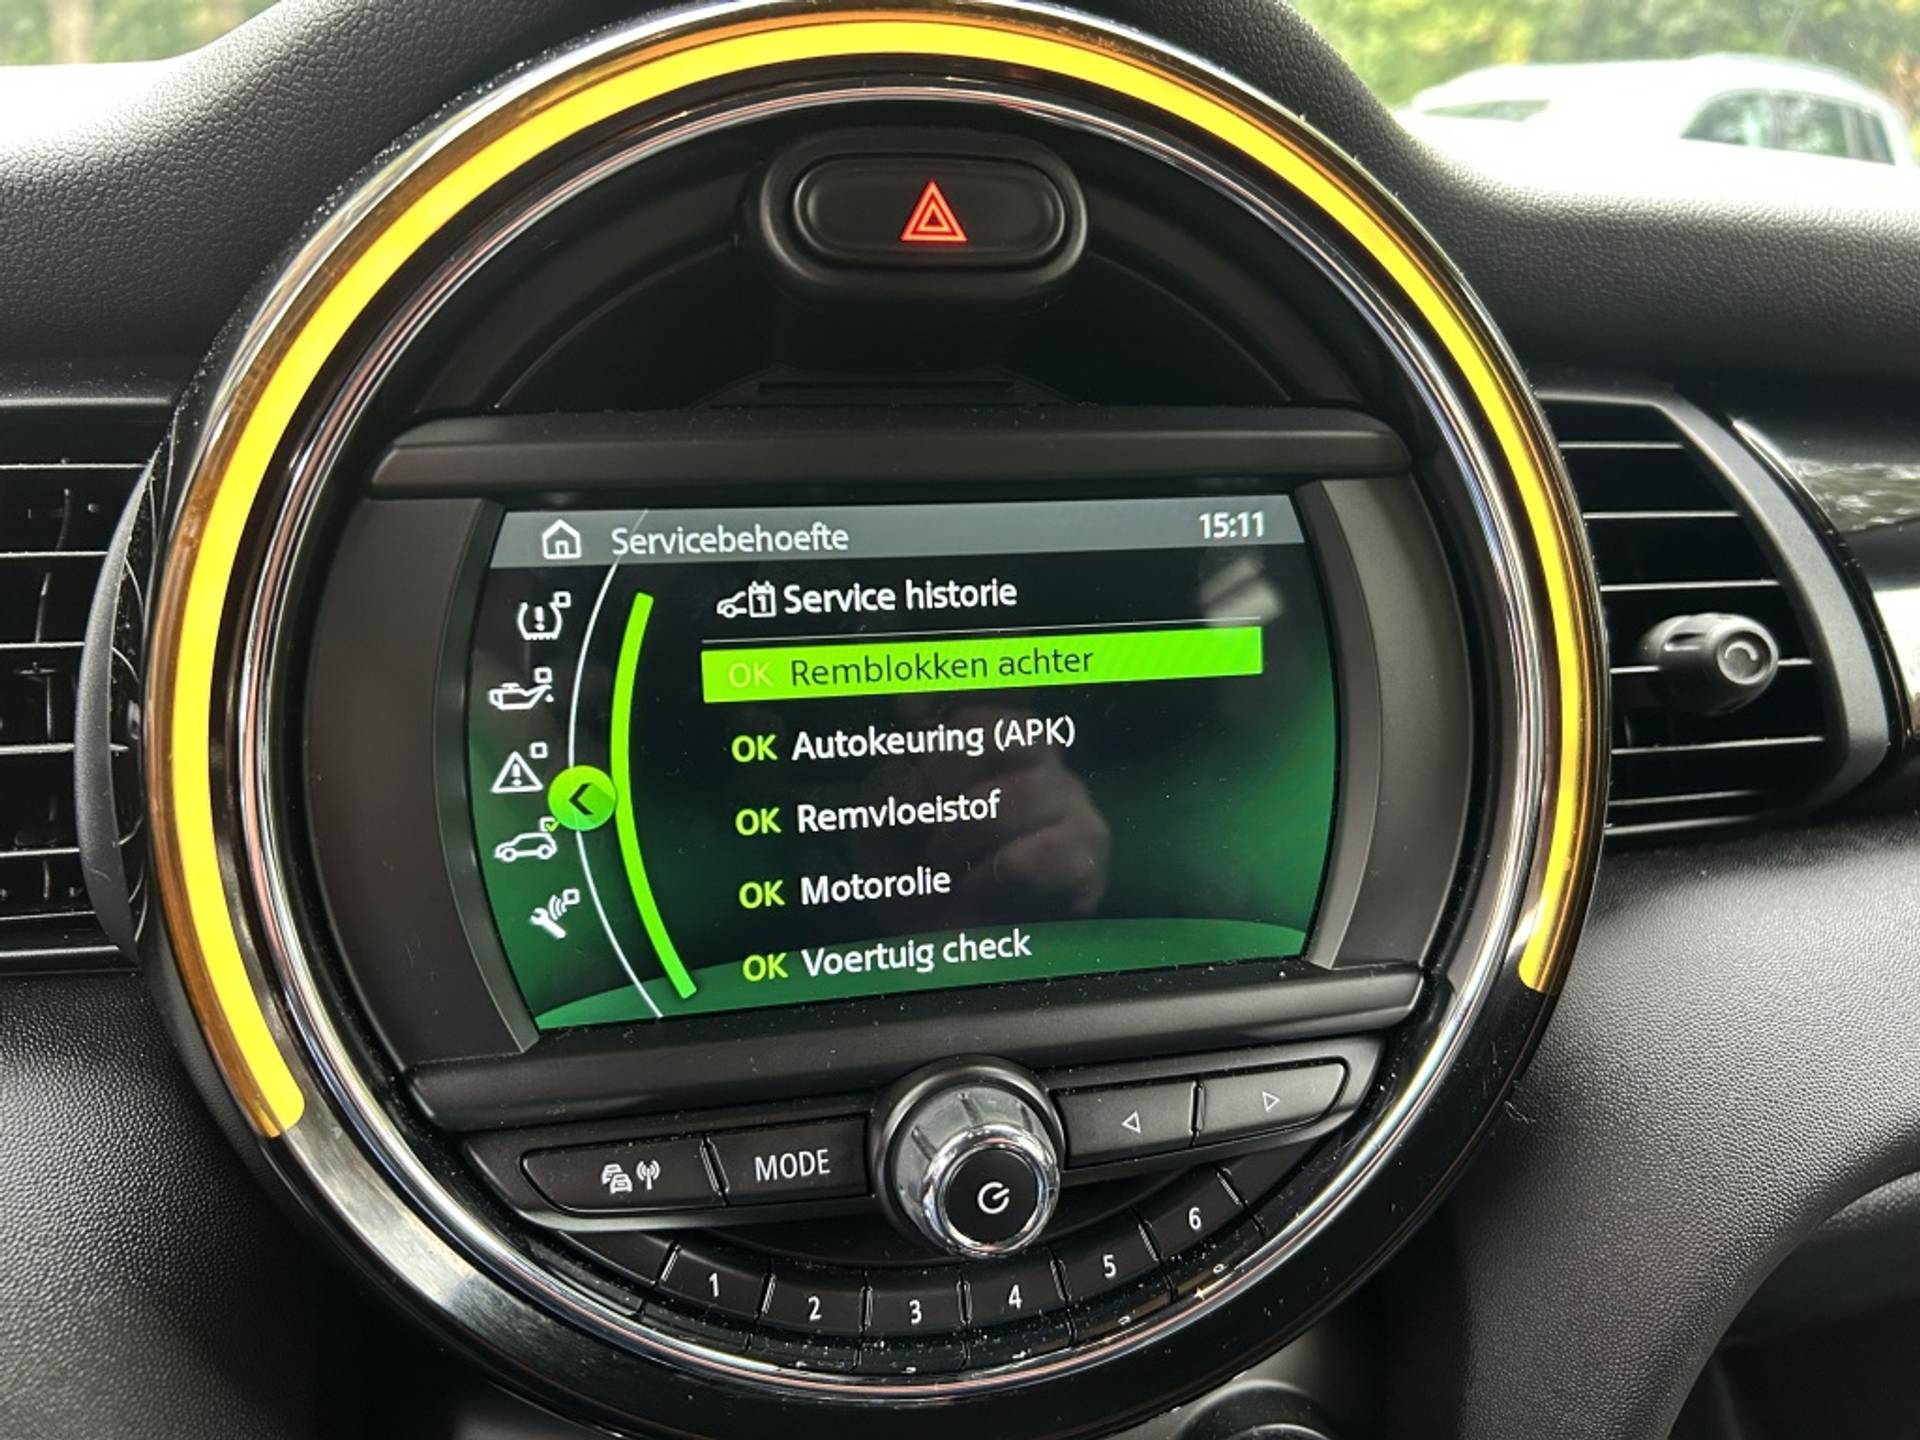 Servicebehoefte 15:11
Service historie
OK Remblokken achter
OK Autokeuring (APK)
OK Remvloeistof
OK Motorolie
OK Voertuig check
MODE
1 2 3 4 5 6